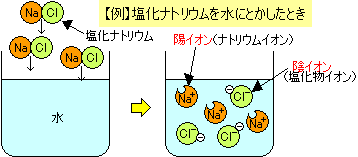 【例】塩化ナトリウムを水にとかしたとき
Na Cl
Na Cl
Na Cl
塩化ナトリウム
水
陽イオン(ナトリウムイオン)
陰イオン
(塩化物イオン)
Na⁺
Cl⁻
Na⁺
Cl⁻
Cl⁻
Na⁺